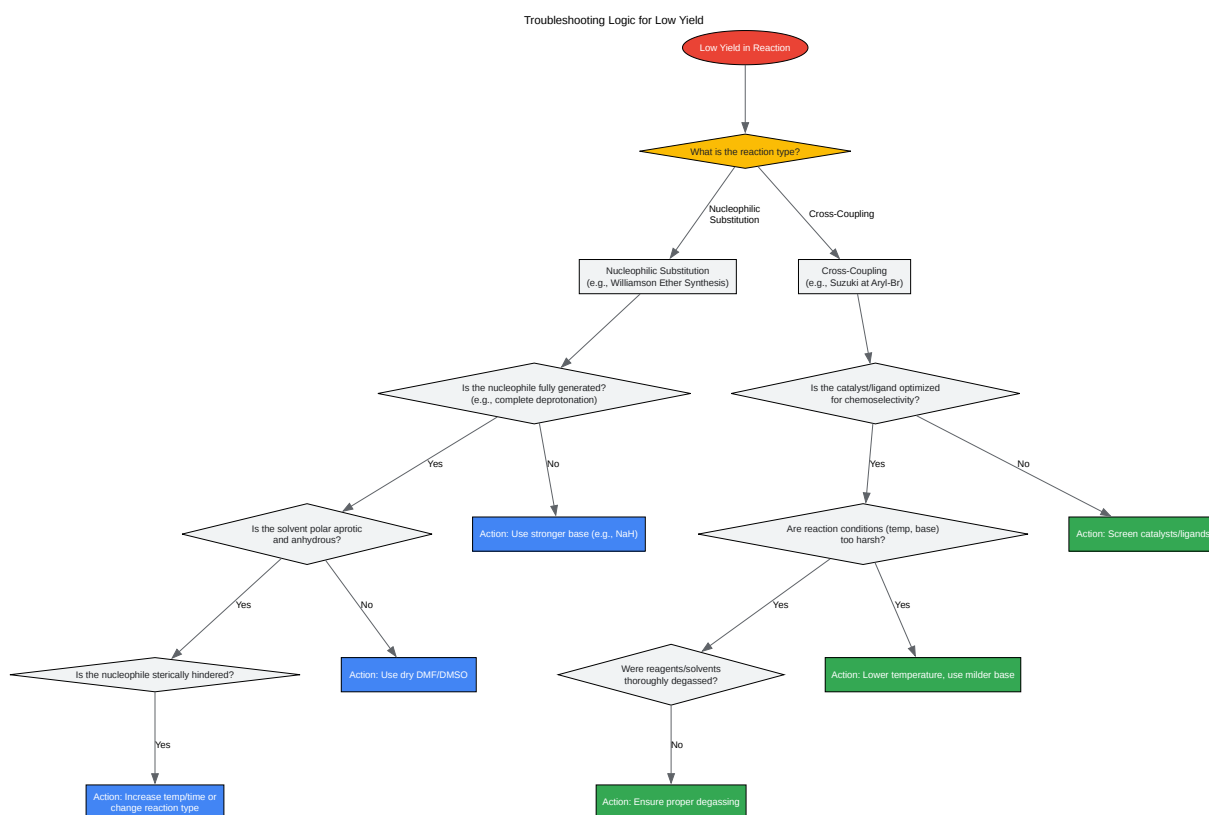 Troubleshooting Logic for Low Yield
Low Yield in Reaction
What is the reaction type?
Nucleophilic
Substitution
Cross-Coupling
Nucleophilic Substitution
(e.g., Williamson Ether Synthesis)
Cross-Coupling
(e.g., Suzuki at Aryl-Br)
Is the nucleophile fully generated?
(e.g., complete deprotonation)
Is the catalyst/ligand optimized
for chemoselectivity?
Yes
No
Yes
No
Is the solvent polar aprotic
and anhydrous?
Action: Use stronger base (e.g., NaH)
Are reaction conditions (temp, base)
too harsh?
Action: Screen catalysts/ligands
Yes
No
Yes
Yes
Is the nucleophile sterically hindered?
Action: Use dry DMF/DMSO
Were reagents/solvents
thoroughly degassed?
Action: Lower temperature, use milder base
Yes
No
Action: Increase temp/time or
change reaction type
Action: Ensure proper degassing